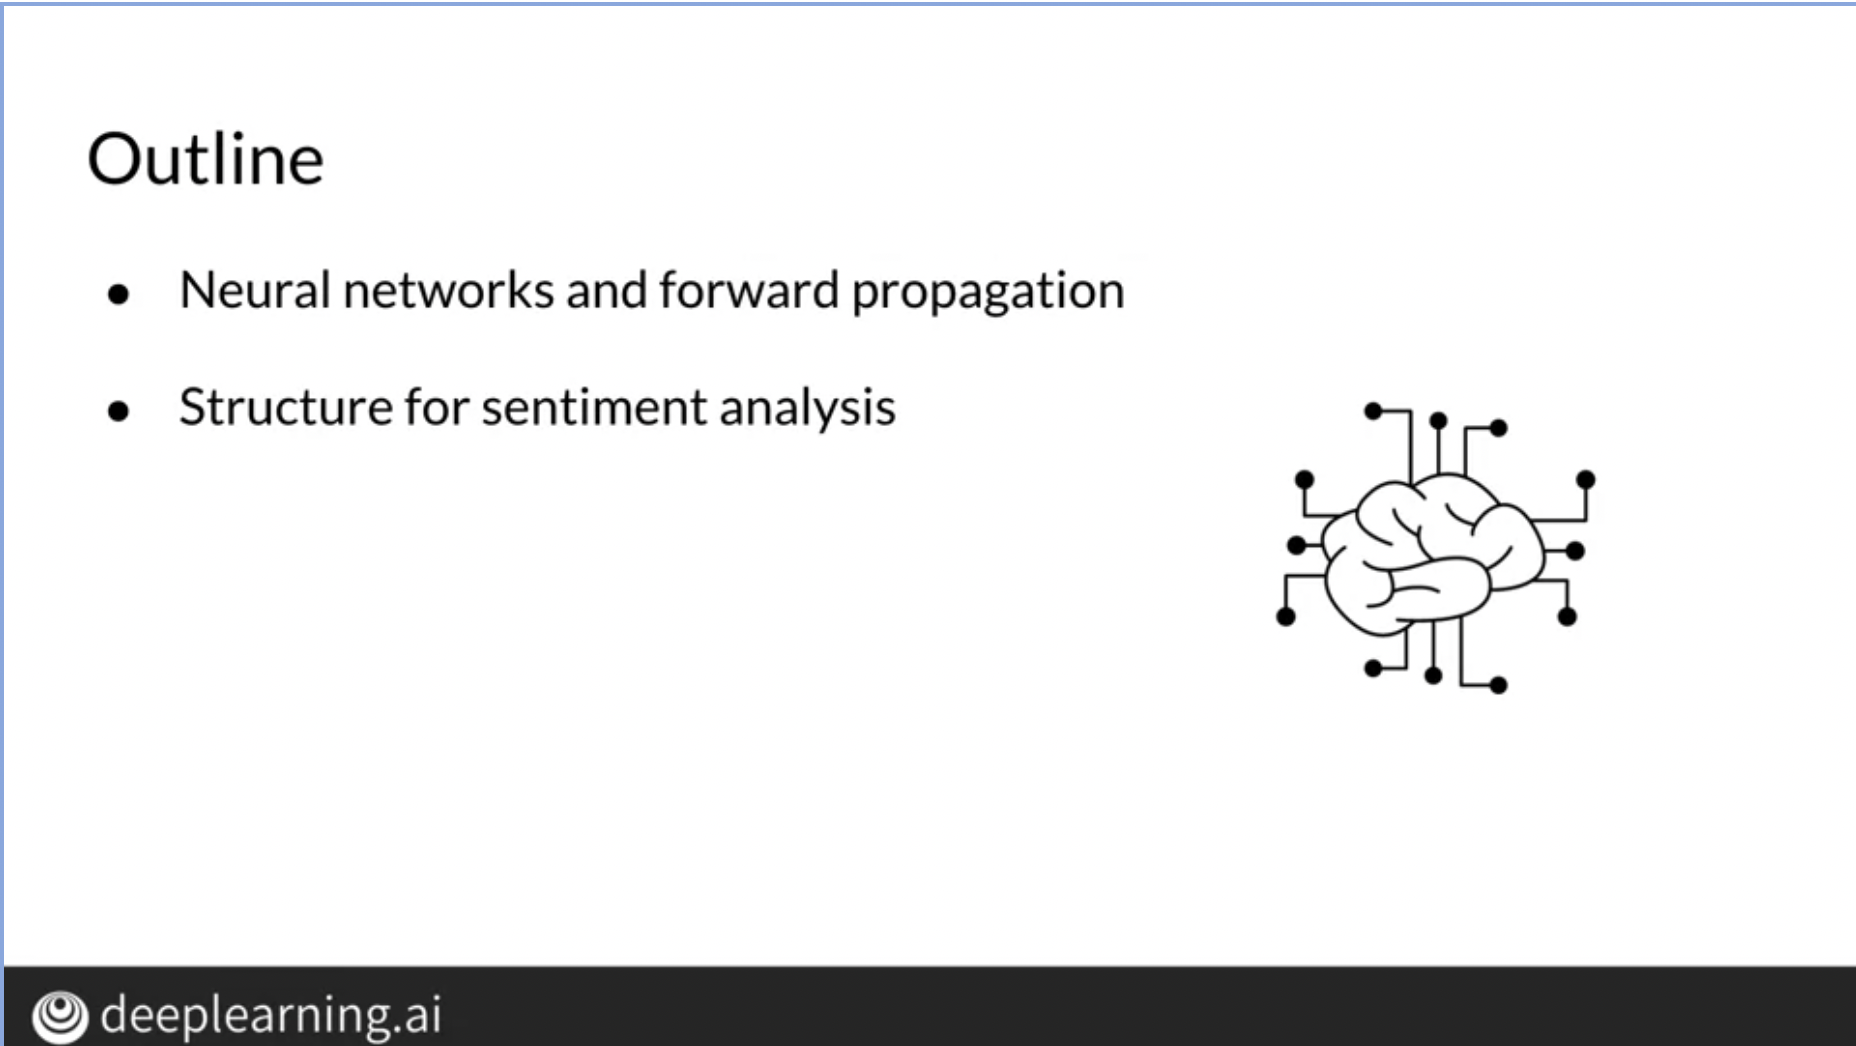 Outline
● Neural networks and forward propagation
● Structure for sentiment analysis
deeplearning.ai